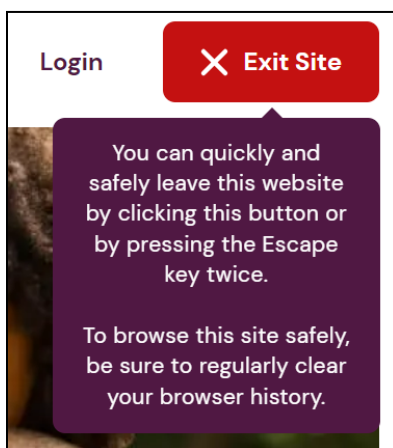 Login
Exit Site
You can quickly and
safely leave this website
by clicking this button or
by pressing the Escape
key twice.
To browse this site safely,
be sure to regularly clear
your browser history.